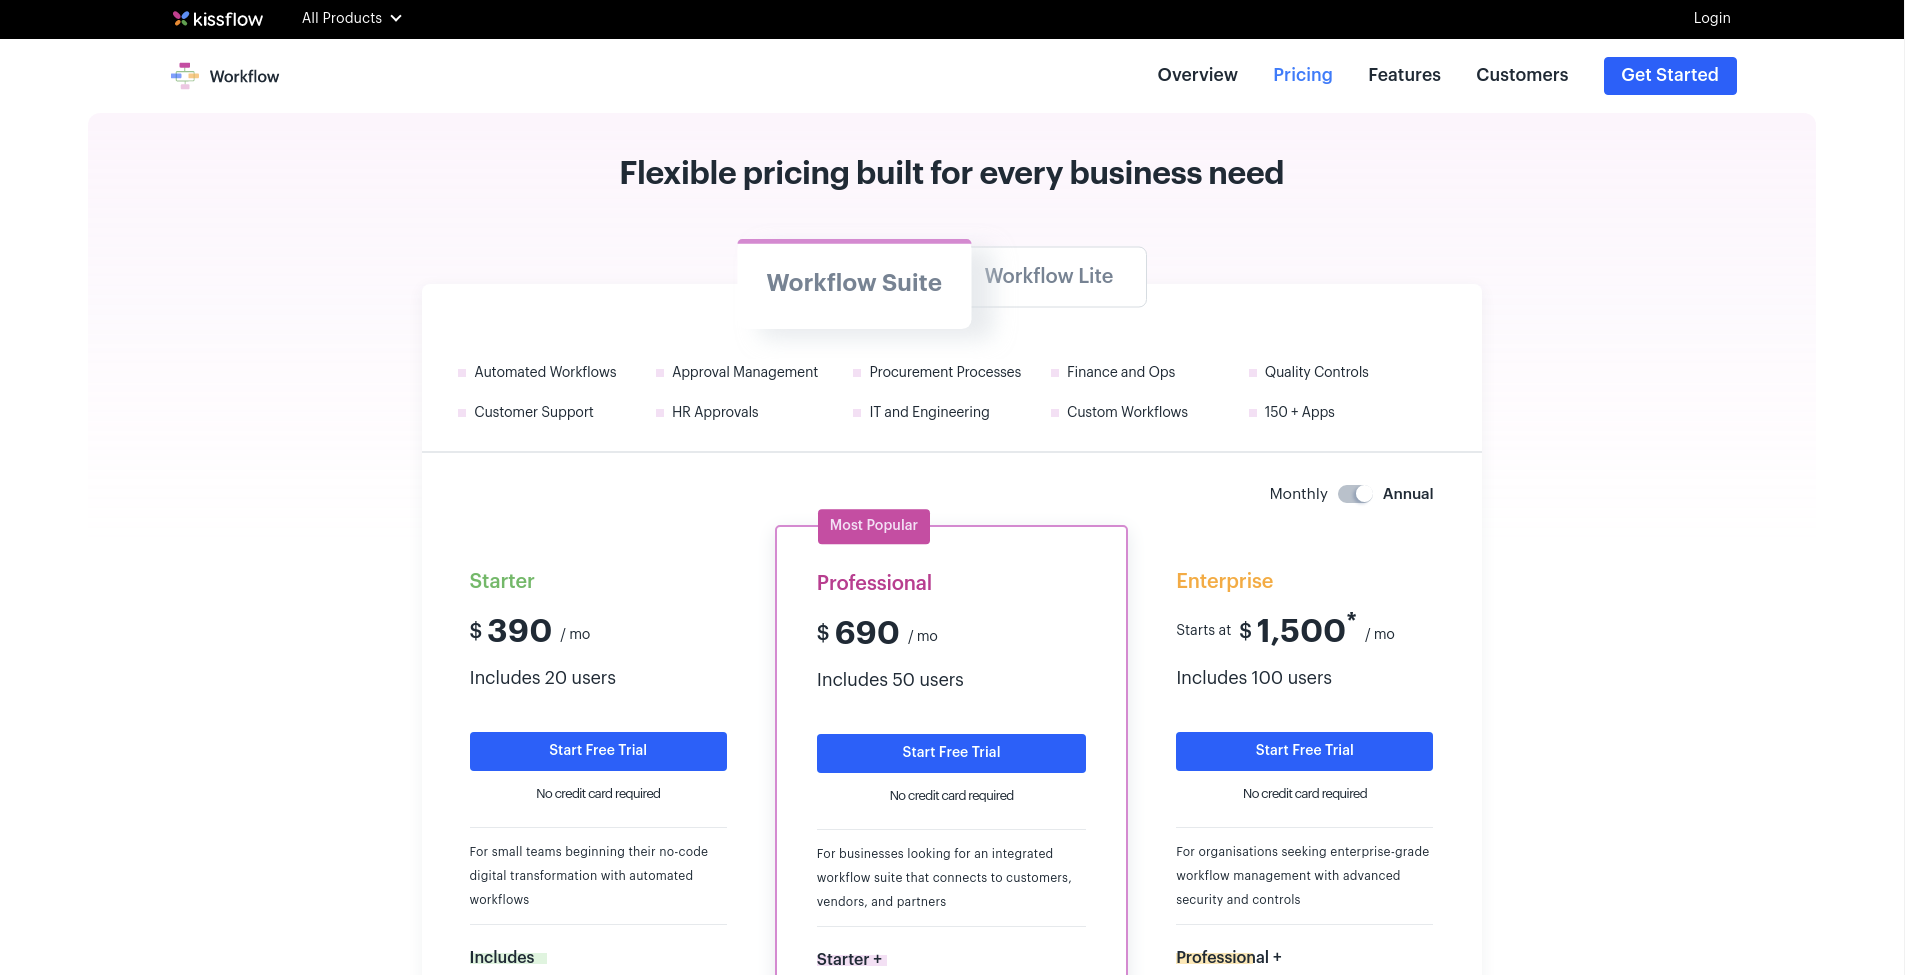 kissflow All Products Login
Workflow Overview Pricing Features Customers Get Started
Flexible pricing built for every business need
Workflow Suite Workflow Lite
Automated Workflows Approval Management Procurement Processes Finance and Ops Quality Controls
Customer Support HR Approvals IT and Engineering Custom Workflows 150 + Apps
Monthly Annual
Most Popular
Starter
$ 390 / mo
Includes 20 users
Start Free Trial
No credit card required
For small teams beginning their no-code
digital transformation with automated
workflows
Includes
Professional
$ 690 / mo
Includes 50 users
Start Free Trial
No credit card required
For businesses looking for an integrated
workflow suite that connects to customers,
vendors, and partners
Starter +
Enterprise
Starts at $ 1,500* / mo
Includes 100 users
Start Free Trial
No credit card required
For organisations seeking enterprise-grade
workflow management with advanced
security and controls
Professional +